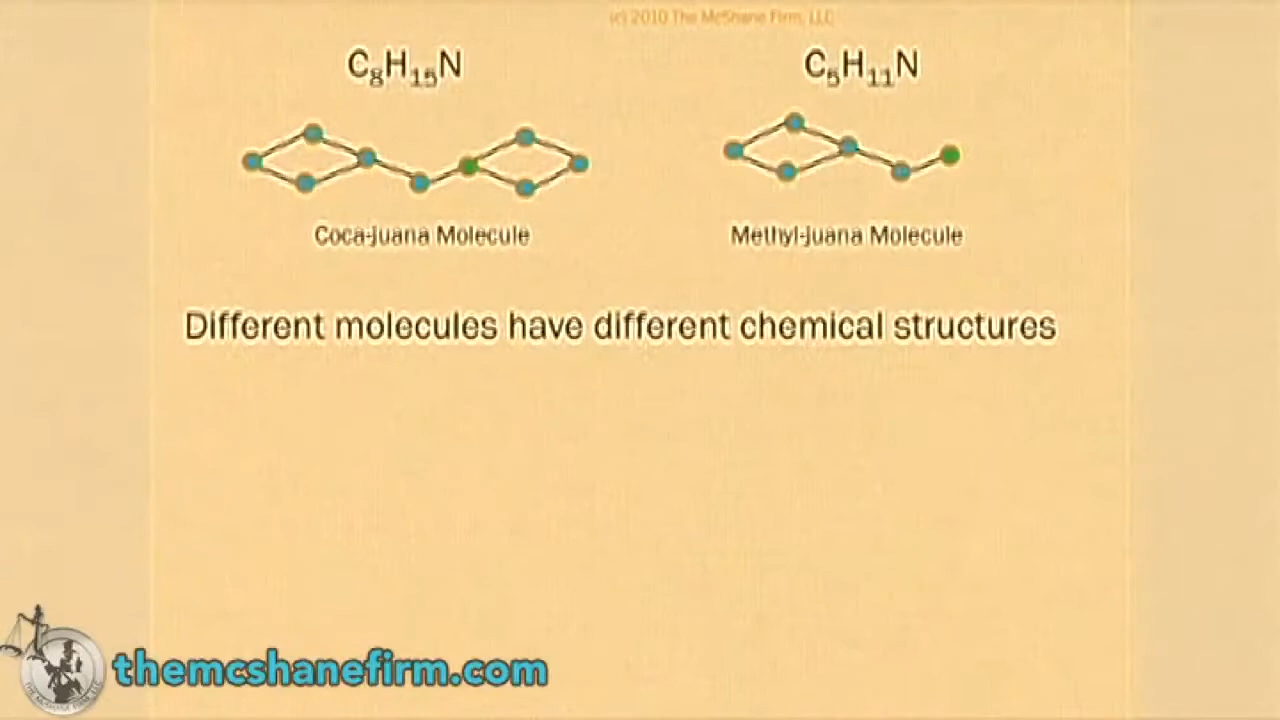 (c) 2010 The McShane Firm, LLC
C₈H₁₅N
C₅H₁₁N
Coca-Juana Molecule
Methyl-Juana Molecule
Different molecules have different chemical structures
themcshanefirm.com